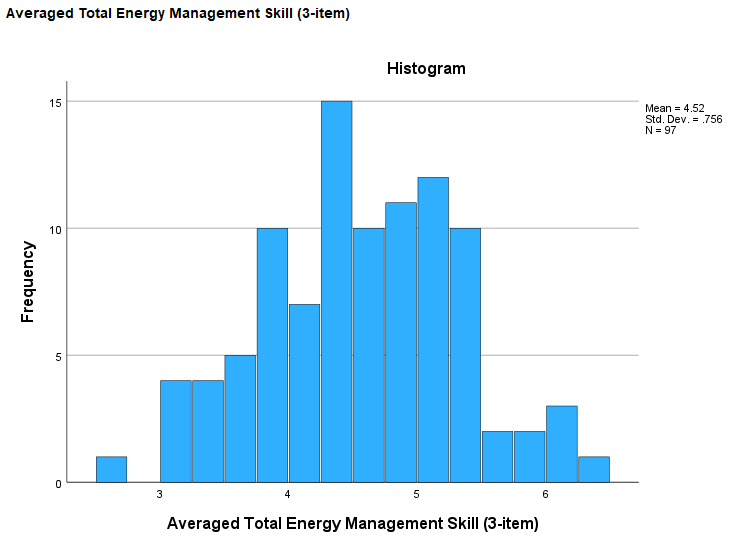 Averaged Total Energy Management Skill (3-item)
Histogram
Mean = 4.52
Std. Dev. = .756
N = 97
Frequency
15
10
5
0
3 4 5 6
Averaged Total Energy Management Skill (3-item)